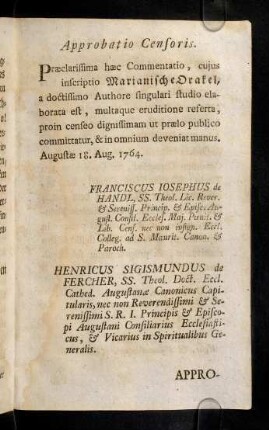 Approbatio Censoris.
Præclarissima hæc Commentatio, cujus
inscriptio Marianische Orakel,
a doctissimo Authore singulari studio ela-
borata est, multaque eruditione referta,
proin censeo dignissimam ut prælo publico
committatur, & in omnium deveniat manus.
Augustæ 18. Aug. 1764.
FRANCISCUS IOSEPHUS de
HANDL, SS. Theol. Lic. Rever.
& Sereniss. Princip. & Episc. Au-
gust. Consil. Eccles. Maj. Pœnit. &
Lib. Cens. nec non insign. Eccl.
Colleg. ad S. Maurit. Canon. &
Paroch.
HENRICUS SIGISMUNDUS de
FERCHER, SS. Theol. Doct. Eccl.
Cathed. Augustanæ Canonicus Capi-
tularis, nec non Reverendissimi & Se-
renissimi S. R. I. Principis & Episco-
pi Augustani Consiliarius Ecclesiasti-
cus, & Vicarius in Spiritualibus Ge-
neralis.
APPRO-